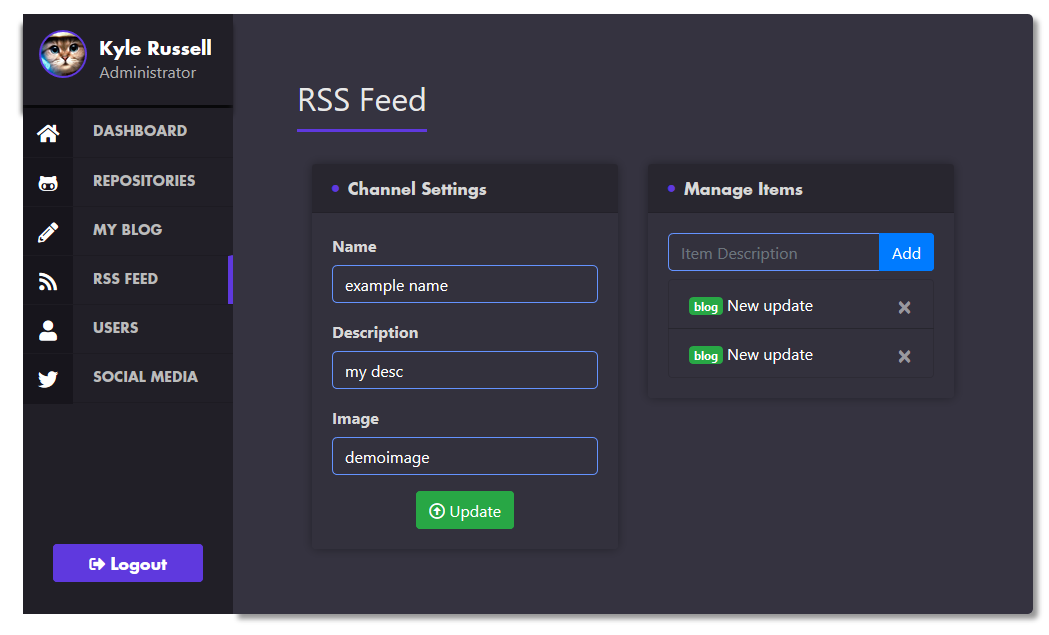 Kyle Russell
Administrator
DASHBOARD
REPOSITORIES
MY BLOG
RSS FEED
USERS
SOCIAL MEDIA
Logout
RSS Feed
Channel Settings
Name
example name
Description
my desc
Image
demoimage
Update
Manage Items
Item Description Add
blog New update
blog New update